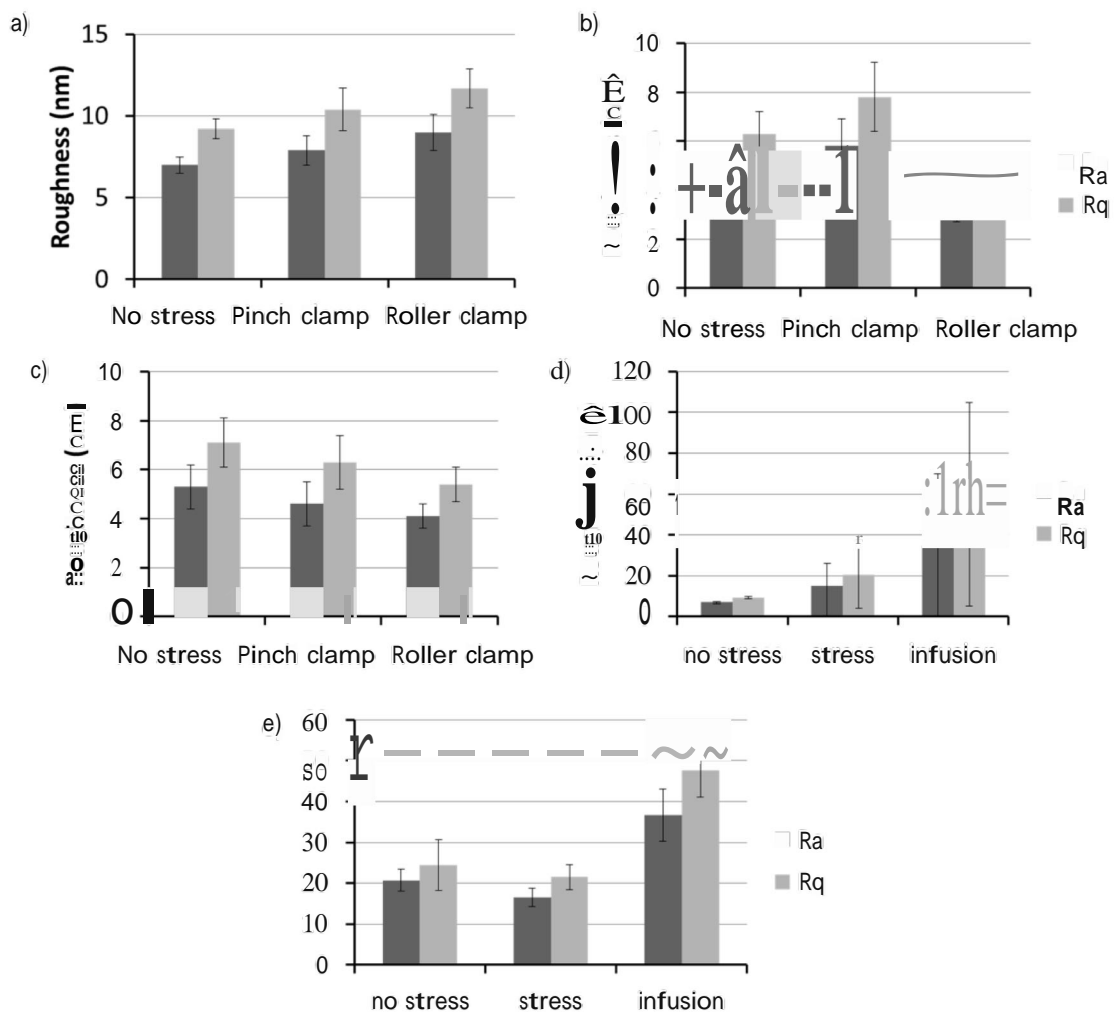 a)
15
10
5
0
Roughness (nm)
No stress Pinch clamp Roller clamp
b)
10
8
6
2
0
Ra
Rq
No stress Pinch clamp Roller clamp
c)
10
8
6
4
2
0
No stress Pinch clamp Roller clamp
d)
120
80
60
40
20
0
Ra
Rq
no stress stress infusion
e)
60
so
40
30
20
10
0
Ra
Rq
no stress stress infusion